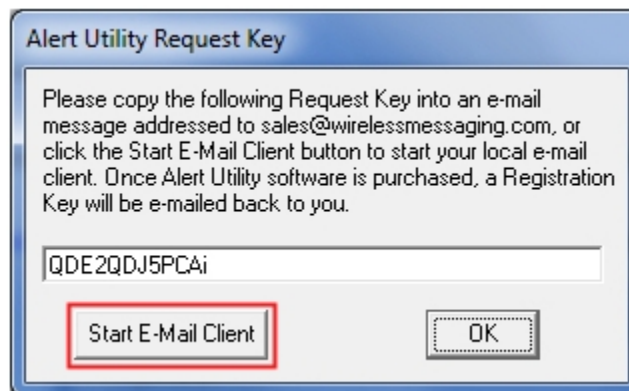 Alert Utility Request Key
Please copy the following Request Key into an e-mail
message addressed to sales@wirelessmessaging.com, or
click the Start E-Mail Client button to start your local e-mail
client. Once Alert Utility software is purchased, a Registration
Key will be e-mailed back to you.
QDE2QDJ5PCAi
Start E-Mail Client
OK